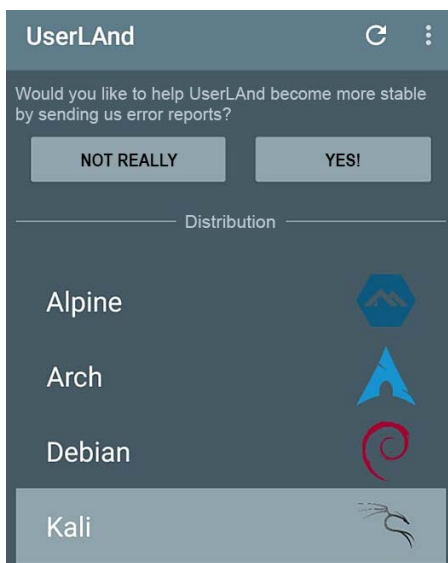 UserLAnd
Would you like to help UserLAnd become more stable
by sending us error reports?
NOT REALLY
YES!
Distribution
Alpine
Arch
Debian
Kali